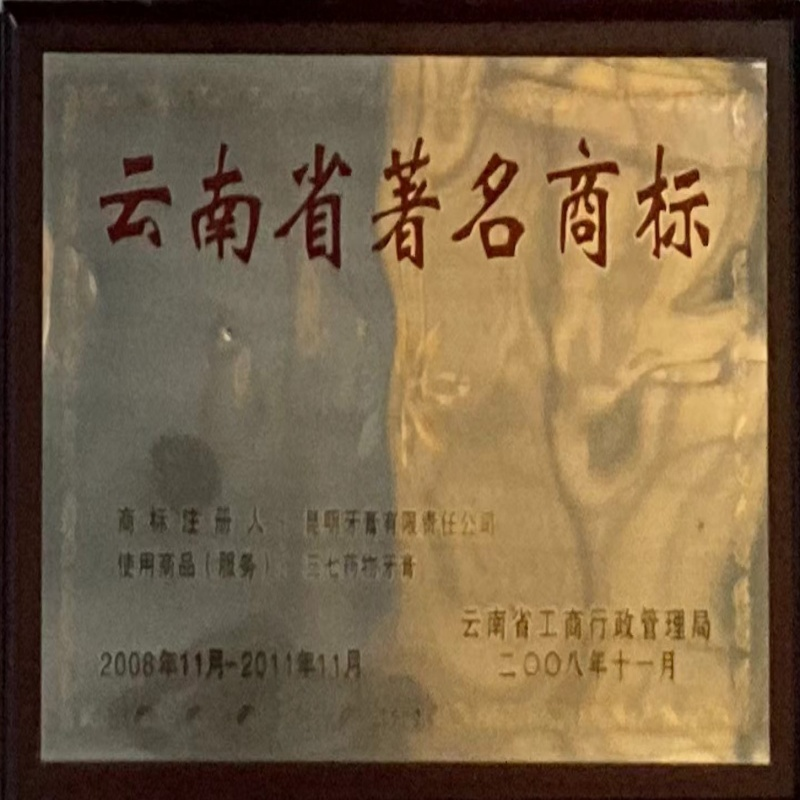 云南省著名商标
商标注册人：昆明牙膏有限责任公司
使用商品（服务）：三七药物牙膏
云南省工商行政管理局
2008年11月-2011年11月
二〇〇八年十一月